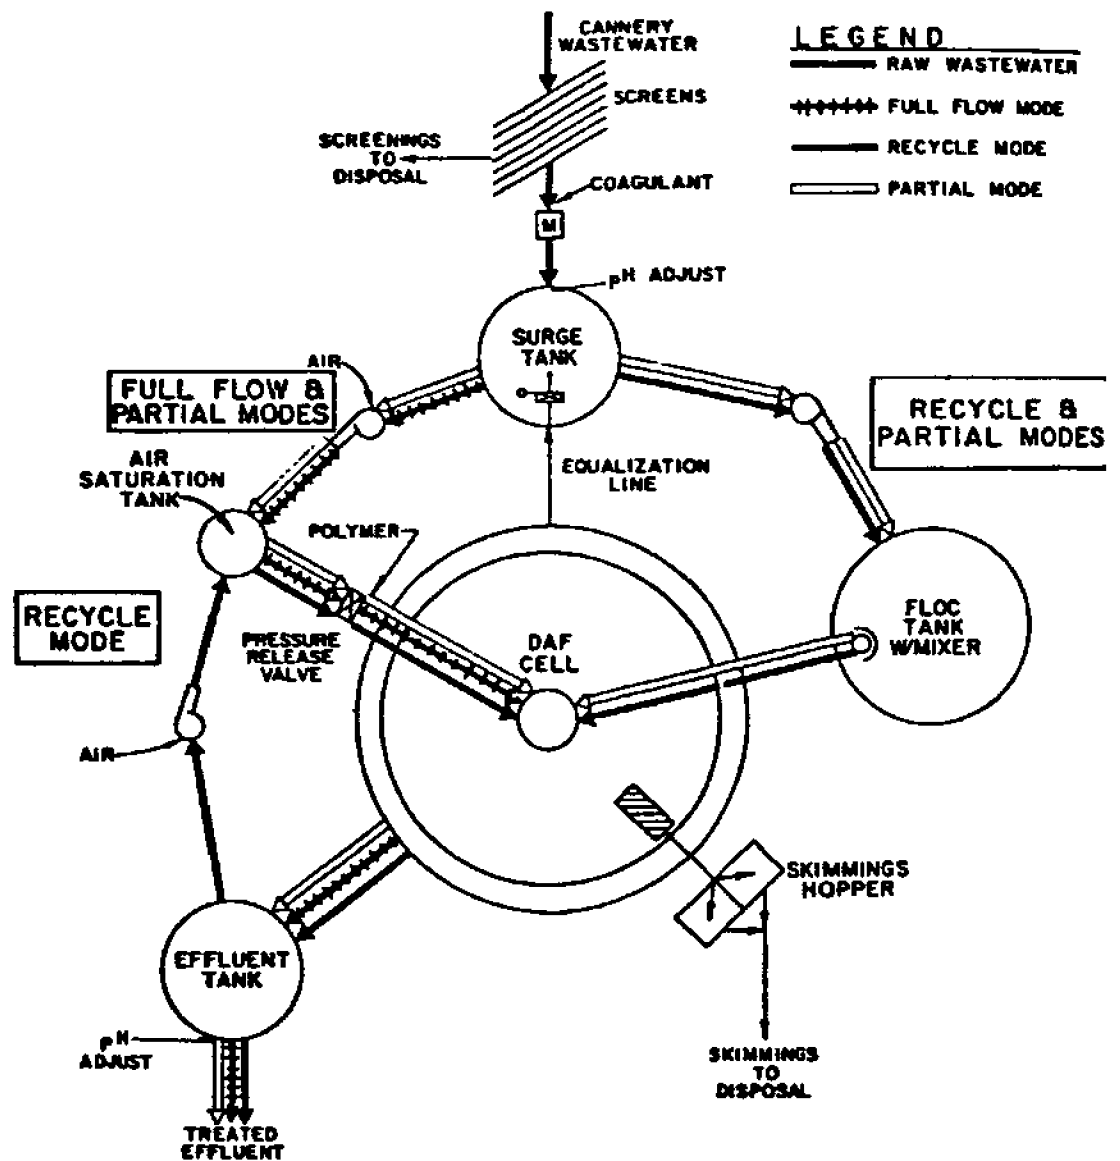 CANNERY
WASTEWATER
SCREENS
SCREENINGS
TO
DISPOSAL
COAGULANT
M
pH ADJUST
LEGEND
RAW WASTEWATER
FULL FLOW MODE
RECYCLE MODE
PARTIAL MODE
SURGE
TANK
AIR
FULL FLOW &
PARTIAL MODES
RECYCLE &
PARTIAL MODES
AIR
SATURATION
TANK
EQUALIZATION
LINE
POLYMER
RECYCLE
MODE
PRESSURE
RELEASE
VALVE
DAF
CELL
FLOC
TANK
W/MIXER
AIR
SKIMMINGS
HOPPER
EFFLUENT
TANK
pH
ADJUST
SKIMMINGS
TO
DISPOSAL
TREATED
EFFLUENT